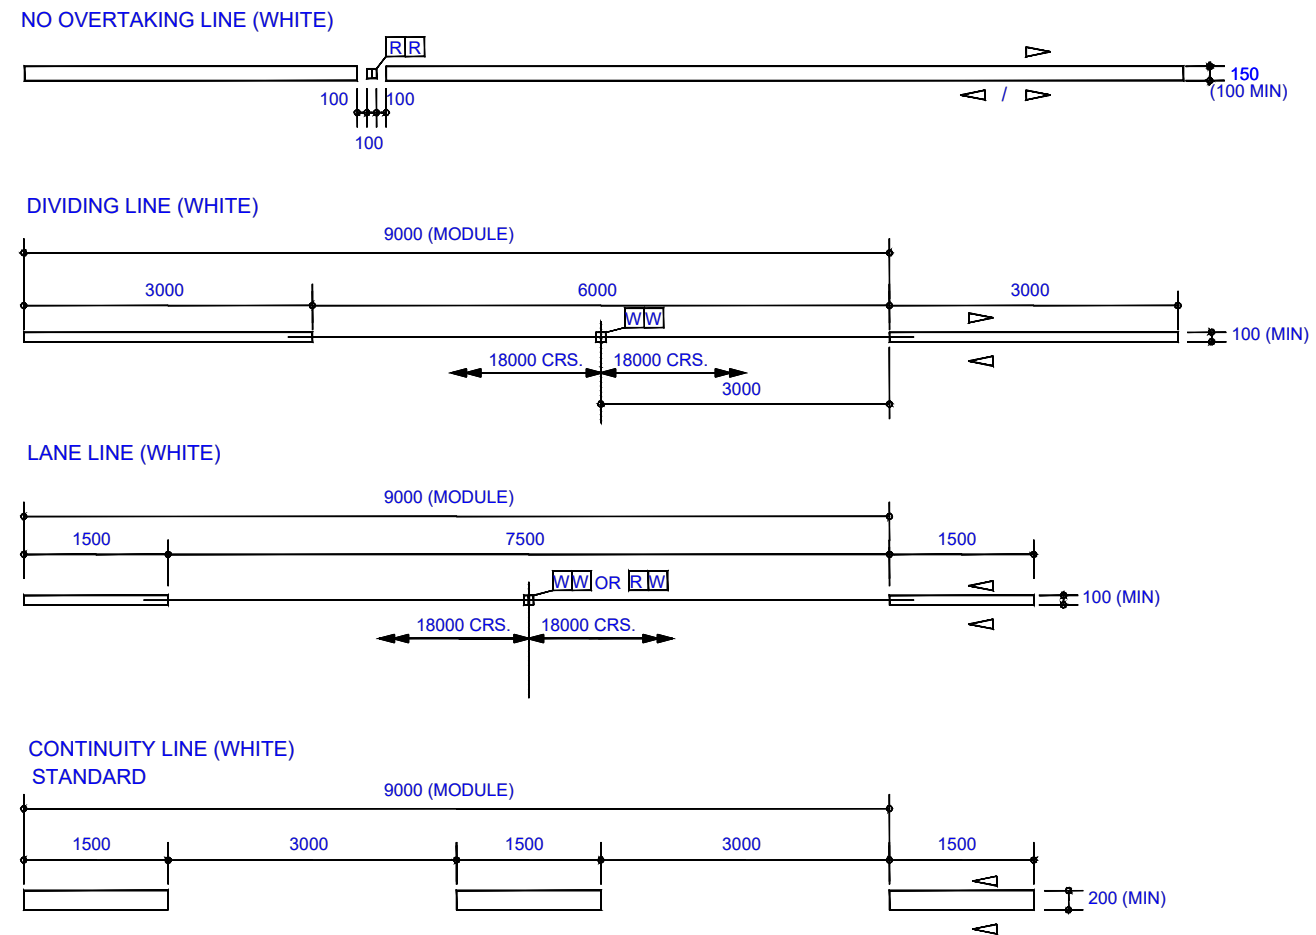 NO OVERTAKING LINE (WHITE)
R R
150
(100 MIN)
100 100
/
100
DIVIDING LINE (WHITE)
9000 (MODULE)
3000 6000 3000
W W
100 (MIN)
18000 CRS. 18000 CRS.
3000
LANE LINE (WHITE)
9000 (MODULE)
1500 7500 1500
W W OR R W
100 (MIN)
18000 CRS. 18000 CRS.
CONTINUITY LINE (WHITE)
STANDARD
9000 (MODULE)
1500 3000 1500 3000 1500
200 (MIN)